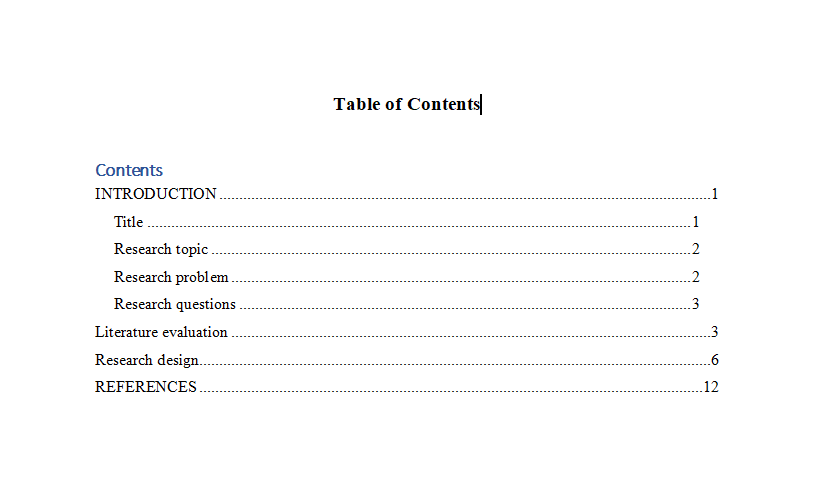 Table of Contents
Contents
INTRODUCTION ........................................................................................................................... 1
Title ........................................................................................................................................ 1
Research topic ........................................................................................................................ 2
Research problem ................................................................................................................... 2
Research questions ................................................................................................................. 3
Literature evaluation ........................................................................................................................ 3
Research design................................................................................................................................ 6
REFERENCES .............................................................................................................................. 12